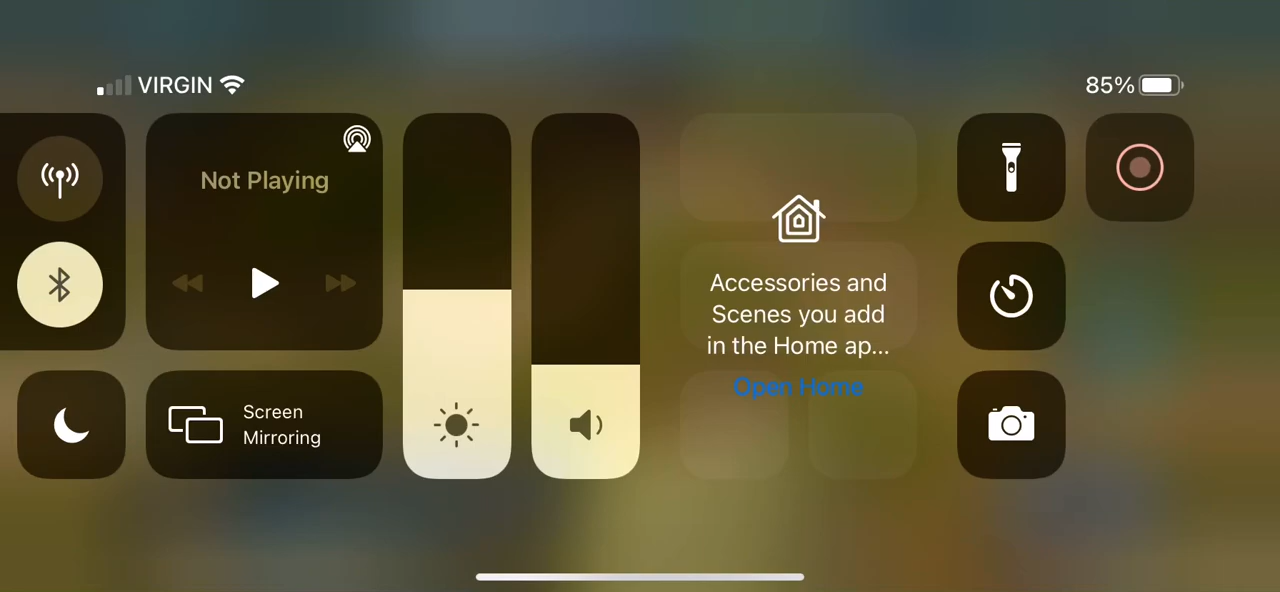 VIRGIN
85%
Not Playing
Screen
Mirroring
Accessories and
Scenes you add
in the Home ap...
Open Home